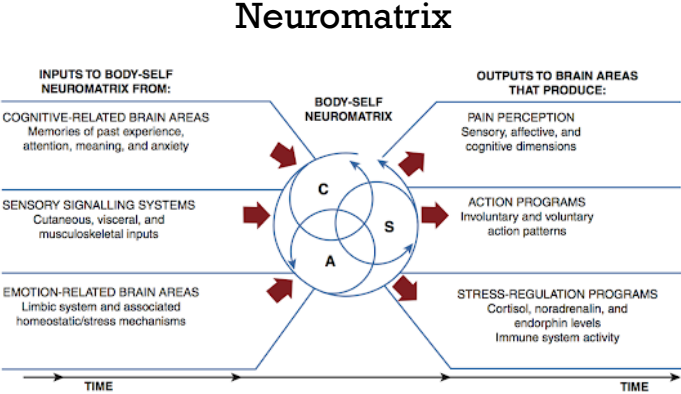 Neuromatrix
INPUTS TO BODY-SELF
NEUROMATRIX FROM:
COGNITIVE-RELATED BRAIN AREAS
Memories of past experience,
attention, meaning, and anxiety
SENSORY SIGNALLING SYSTEMS
Cutaneous, visceral, and
musculoskeletal inputs
EMOTION-RELATED BRAIN AREAS
Limbic system and associated
homeostatic/stress mechanisms
BODY-SELF
NEUROMATRIX
C
S
A
OUTPUTS TO BRAIN AREAS
THAT PRODUCE:
PAIN PERCEPTION
Sensory, affective, and
cognitive dimensions
ACTION PROGRAMS
Involuntary and voluntary
action patterns
STRESS-REGULATION PROGRAMS
Cortisol, noradrenalin, and
endorphin levels
Immune system activity
TIME
TIME